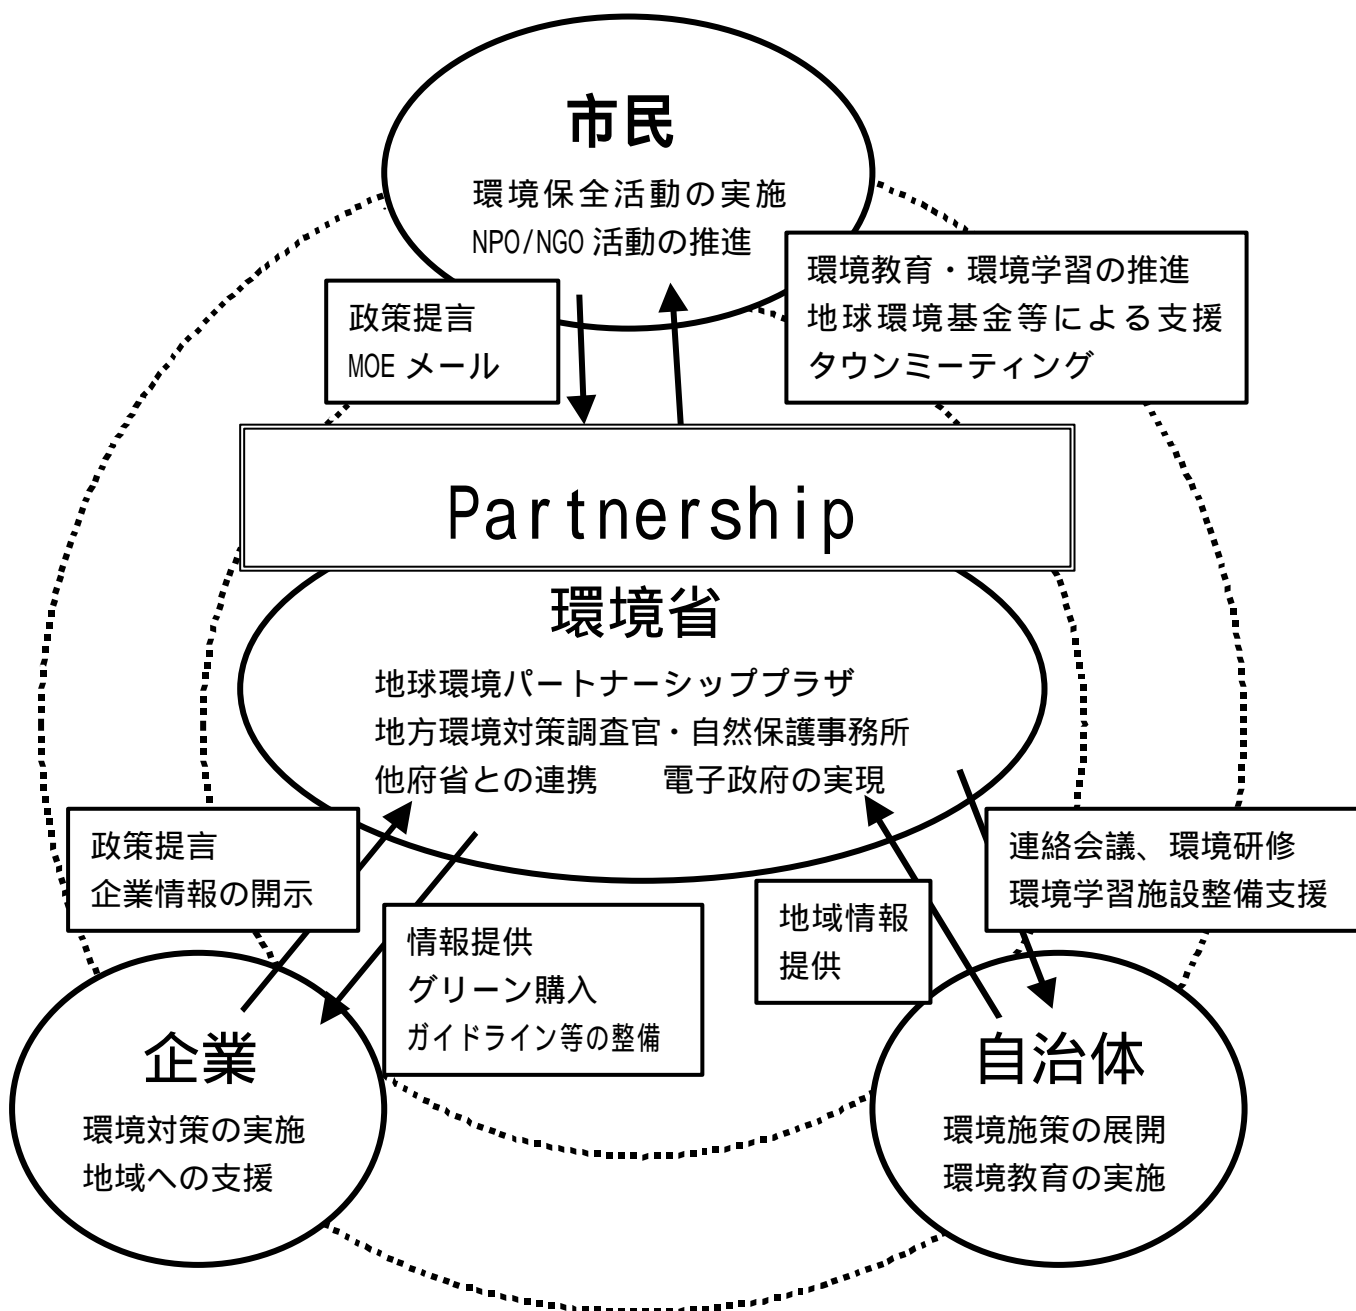 市民
環境保全活動の実施
NPO/NGO 活動の推進
環境教育・環境学習の推進
地球環境基金等による支援
タウンミーティング
政策提言
MOE メール
Partnership
環境省
地球環境パートナーシッププラザ
地方環境対策調査官・自然保護事務所
他府省との連携　　電子政府の実現
政策提言
企業情報の開示
連絡会議、環境研修
環境学習施設整備支援
情報提供
グリーン購入
ガイドライン等の整備
地域情報
提供
企業
環境対策の実施
地域への支援
自治体
環境施策の展開
環境教育の実施